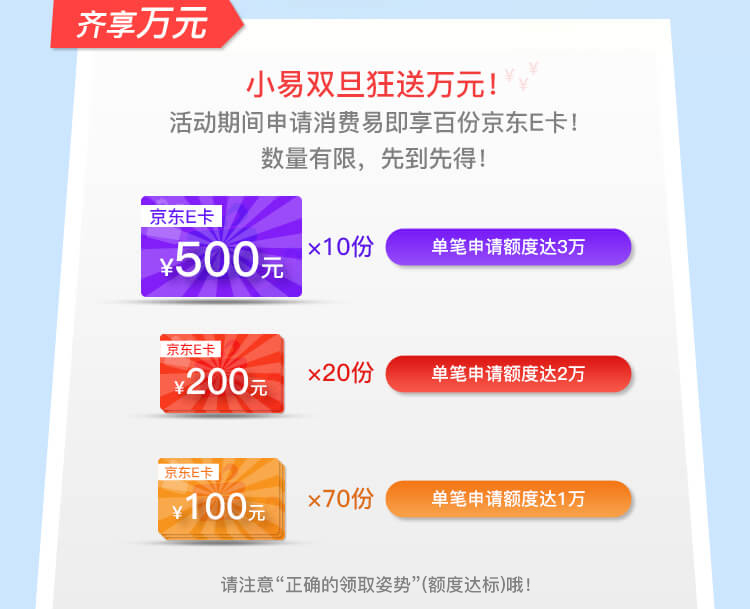 齐享万元
小易双旦狂送万元！
¥ ¥ ¥
活动期间申请消费易即享百份京东E卡！
数量有限，先到先得！
京东E卡
¥500元
×10份
单笔申请额度达3万
京东E卡
¥200元
×20份
单笔申请额度达2万
京东E卡
¥100元
×70份
单笔申请额度达1万
请注意“正确的领取姿势”(额度达标)哦！